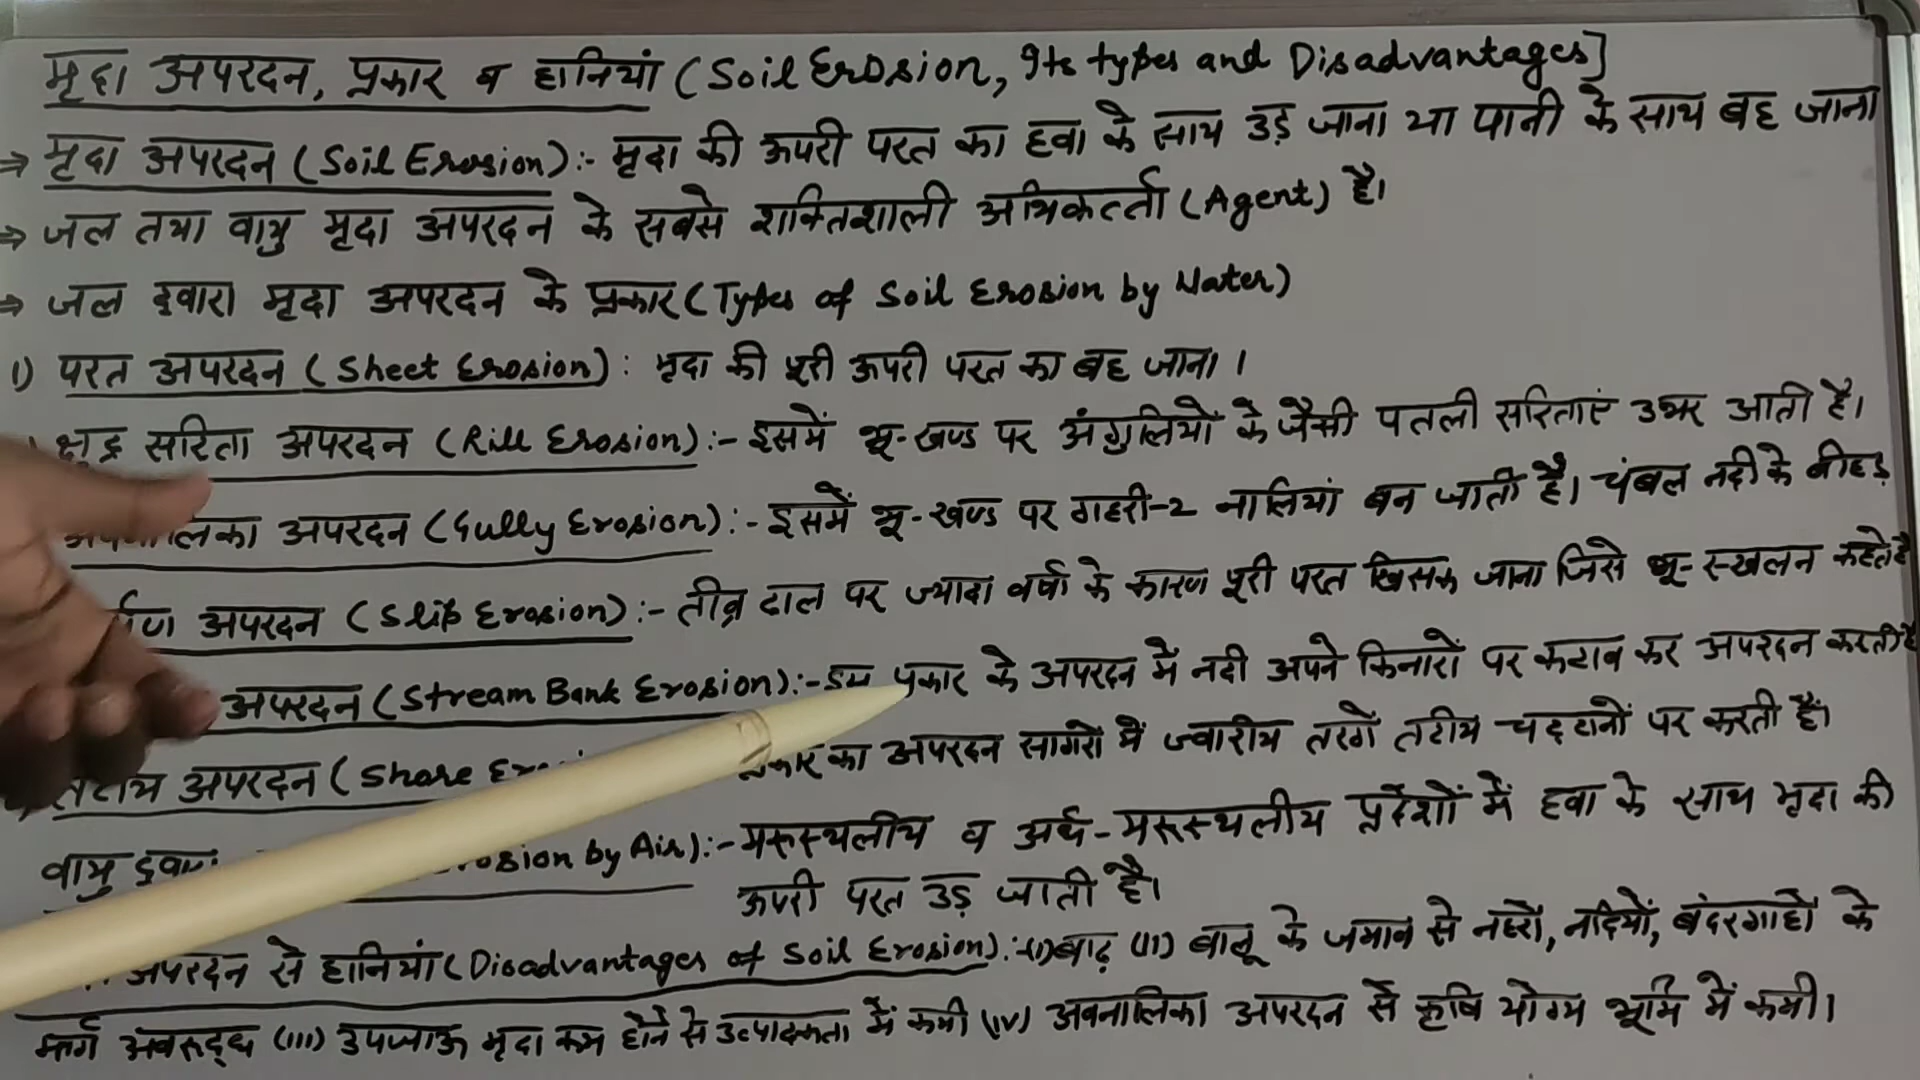 मृदा अपरदन, प्रकार व हानियां (Soil Erosion, Its types and Disadvantages]
⇒ मृदा अपरदन (Soil Erosion):- मृदा की ऊपरी परत का हवा के साथ उड़ जाना या पानी के साथ बह जाना
⇒ जल तथा वायु मृदा अपरदन के सबसे शक्तिशाली अभिकर्त्ता (Agent) है।
⇒ जल द्वारा मृदा अपरदन के प्रकार (Types of Soil Erosion by Water)
1) परत अपरदन (Sheet Erosion): मृदा की पूरी ऊपरी परत का बह जाना।
क्षुद्र सरिता अपरदन (Rill Erosion):- इसमें भू-खण्ड पर अंगुलियों के जैसी पतली सरिताएं उभर आती है।
अपरदन (Gully Erosion):- इसमें भू-खण्ड पर गहरी-2 नालियां बन जाती है। चंबल नदी के बीहड़
अपरदन (Slip Erosion):- तीव्र ढाल पर ज्यादा वर्षा के कारण पूरी परत खिसक जाना जिसे भू-स्खलन कहते है
अपरदन (Stream Bank Erosion):- इस प्रकार के अपरदन में नदी अपने किनारों पर कटाव कर अपरदन करती है
तटीय अपरदन (Shore प्रकार का अपरदन सागरों में ज्वारीय तरंगें तटीय चट्टानों पर करती हैं।
वायु by Air):- मरुस्थलीय व अर्ध-मरुस्थलीय प्रदेशों में हवा के साथ मृदा की
ऊपरी परत उड़ जाती है।
अपरदन से हानियां (Disadvantages of Soil Erosion):- (i) बाढ़ (ii) बालू के जमाव से नहरों, नदियों, बंदरगाहों के
मार्ग अवरुद्ध (iii) उपजाऊ मृदा कम होने से उत्पादकता में कमी (iv) अवनालिका अपरदन से कृषि योग्य भूमि में कमी।